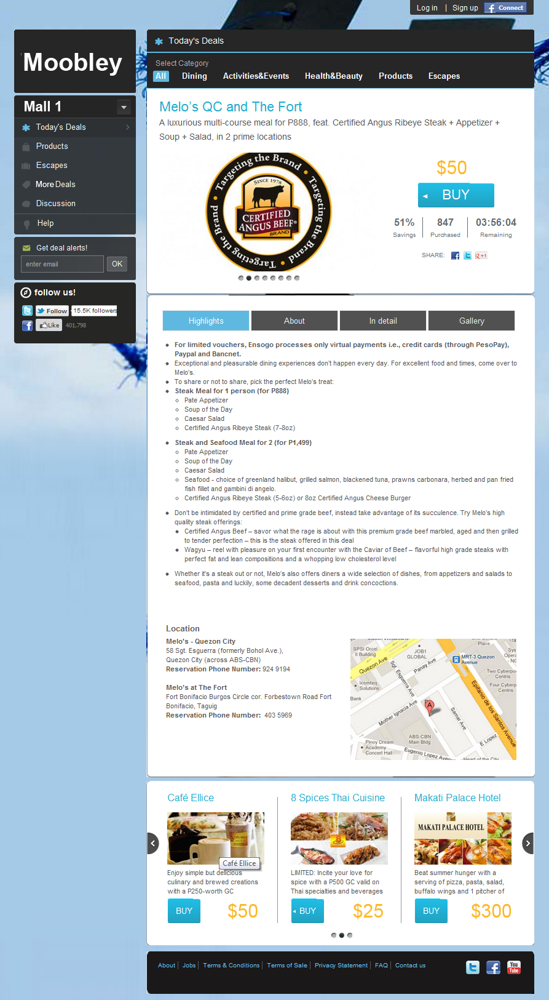 Log in | Sign up Connect
Moobley
Mall 1
Today's Deals
Products
Escapes
More Deals
Discussion
Help
Get deal alerts!
enter email OK
follow us!
Follow 15.5K followers
Like 401,798
Today's Deals
Select Category
All Dining Activities&Events Health&Beauty Products Escapes
Melo's QC and The Fort
A luxurious multi-course meal for P888, feat. Certified Angus Ribeye Steak + Appetizer +
Soup + Salad, in 2 prime locations
Targeting the Brand
Targeting the Brand
Targeting the Brand
SINCE 1978
CERTIFIED
ANGUS BEEF®
BRAND
$50
BUY
51% 847 03:56:04
Savings Purchased Remaining
SHARE: +1
Highlights About In detail Gallery
For limited vouchers, Ensogo processes only virtual payments i.e., credit cards (through PesoPay),
Paypal and Bancnet.
Exceptional and pleasurable dining experiences don't happen every day. For excellent food and times, come over to
Melo's.
To share or not to share, pick the perfect Melo's treat:
Steak Meal for 1 person (for P888)
Pate Appetizer
Soup of the Day
Caesar Salad
Certified Angus Ribeye Steak (7-8oz)
Steak and Seafood Meal for 2 (for P1,499)
Pate Appetizer
Soup of the Day
Caesar Salad
Seafood - choice of greenland halibut, grilled salmon, blackened tuna, prawns carbonara, herbed and pan fried
fish fillet and gambini di angelo.
Certified Angus Ribeye Steak (5-6oz) or 8oz Certified Angus Cheese Burger
Don't be intimidated by certified and prime grade beef, instead take advantage of its succulence. Try Melo's high
quality steak offerings:
Certified Angus Beef – savor what the rage is about with this premium grade beef marbled, aged and then grilled
to tender perfection – this is the steak offered in this deal
Wagyu – reel with pleasure on your first encounter with the Caviar of Beef – flavorful high grade steaks with
perfect fat and lean compositions and a whopping low cholesterol level
Whether it's a steak out or not, Melo's also offers diners a wide selection of dishes, from appetizers and salads to
seafood, pasta and luckily, some decadent desserts and drink concoctions.
Location
Melo's - Quezon City
58 Sgt. Esguerra (formerly Bohol Ave.),
Quezon City (across ABS-CBN)
Reservation Phone Number: 924 9194
Melo's at The Fort
Fort Bonifacio Burgos Circle cor. Forbestown Road Fort
Bonifacio, Taguig
Reservation Phone Number: 403 5969
SPSI Orcel
II Building
JOB1
GLOBAL
Centre
Place
MRT-3 Quezon
Avenue
Quezon Ave
Panay Ave
Sgt. Esguerra Ave
Icomteq
Solutions
Two Cyberpo
Centris
Four Cyberp
Centris
Bank
A
Mother Ignacia Ave
Samar Ave
Epifanio de los Santos Avenue
ABS-CBN
Main Bldg
E Lopez
Pinoy Dream
Academy
Concert Hall
Eugenio Lopez Avenue
Heart of the City
Café Ellice 8 Spices Thai Cuisine Makati Palace Hotel
MAKATI PALACE HOTEL
Café Ellice
Enjoy simple but delicious
culinary and brewed creations
with a P250-worth GC
LIMITED: Incite your love for
spice with a P500 GC valid on
Thai specialties and beverages
Beat summer hunger with a
serving of pizza, pasta, salad,
buffalo wings and 1 pitcher of
BUY $50 BUY $25 BUY $300
About | Jobs | Terms & Conditions | Terms of Sale | Privacy Statement | FAQ | Contact us
You
Tube